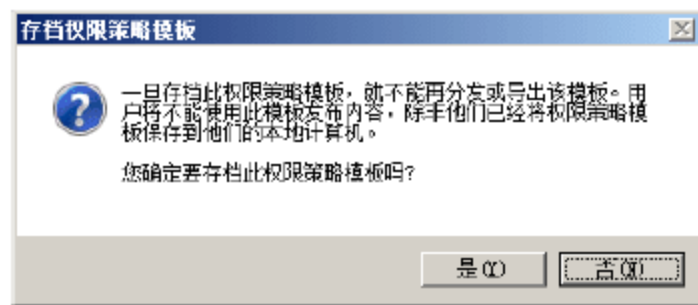 存档权限策略模板
一旦存档此权限策略模板，就不能再分发或导出该模板。用
户将不能使用此模板发布内容，除非他们已经将权限策略模
板保存到他们的本地计算机。
您确定要存档此权限策略模板吗?
是(Y)
否(N)